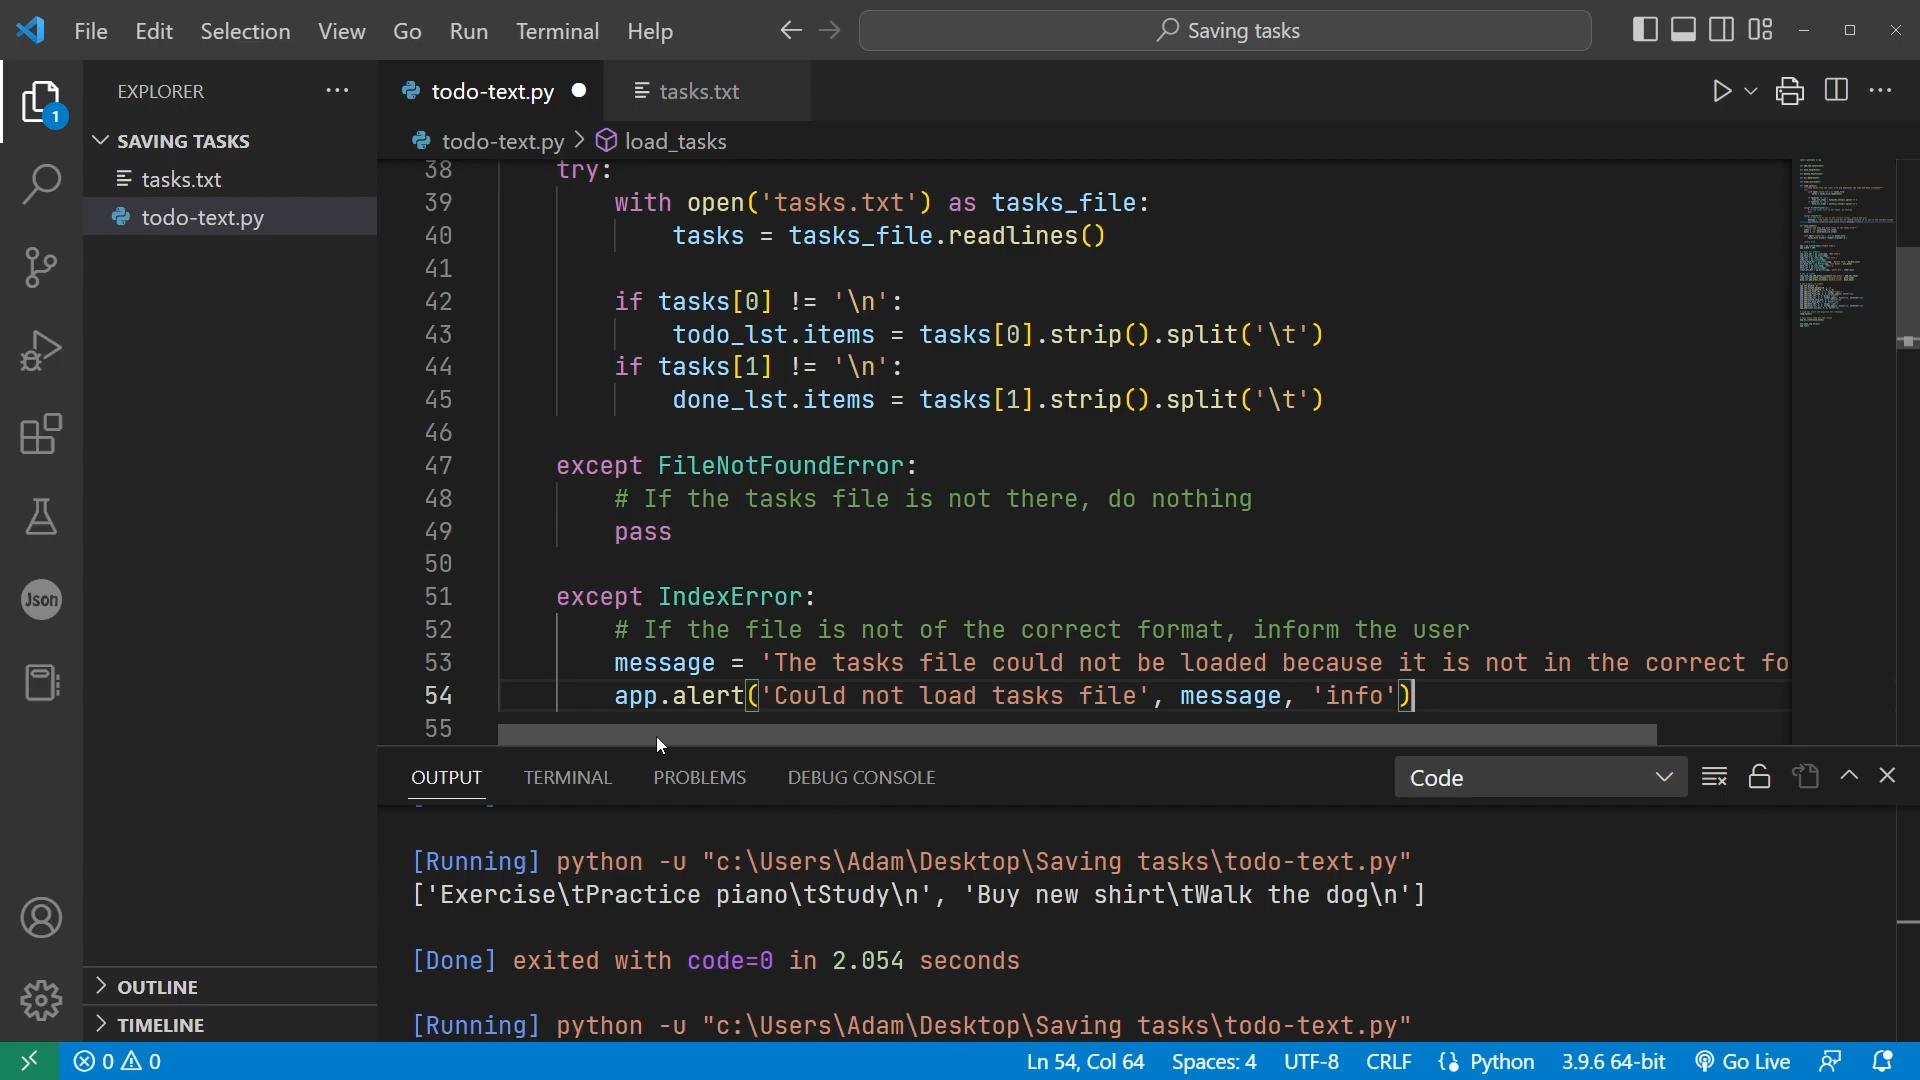 File Edit Selection View Go Run Terminal Help
Saving tasks
EXPLORER
1
SAVING TASKS
tasks.txt
todo-text.py
Json
OUTLINE
TIMELINE
todo-text.py
tasks.txt
todo-text.py > load_tasks
38 try:
39 with open('tasks.txt') as tasks_file:
40 tasks = tasks_file.readlines()
41
42 if tasks[0] != '\n':
43 todo_lst.items = tasks[0].strip().split('\t')
44 if tasks[1] != '\n':
45 done_lst.items = tasks[1].strip().split('\t')
46
47 except FileNotFoundError:
48 # If the tasks file is not there, do nothing
49 pass
50
51 except IndexError:
52 # If the file is not of the correct format, inform the user
53 message = 'The tasks file could not be loaded because it is not in the correct fo
54 app.alert('Could not load tasks file', message, 'info')
55
OUTPUT TERMINAL PROBLEMS DEBUG CONSOLE
Code
[Running] python -u "c:\Users\Adam\Desktop\Saving tasks\todo-text.py"
['Exercise\tPractice piano\tStudy\n', 'Buy new shirt\tWalk the dog\n']
[Done] exited with code=0 in 2.054 seconds
[Running] python -u "c:\Users\Adam\Desktop\Saving tasks\todo-text.py"
0 0
Ln 54, Col 64 Spaces: 4 UTF-8 CRLF Python 3.9.6 64-bit Go Live